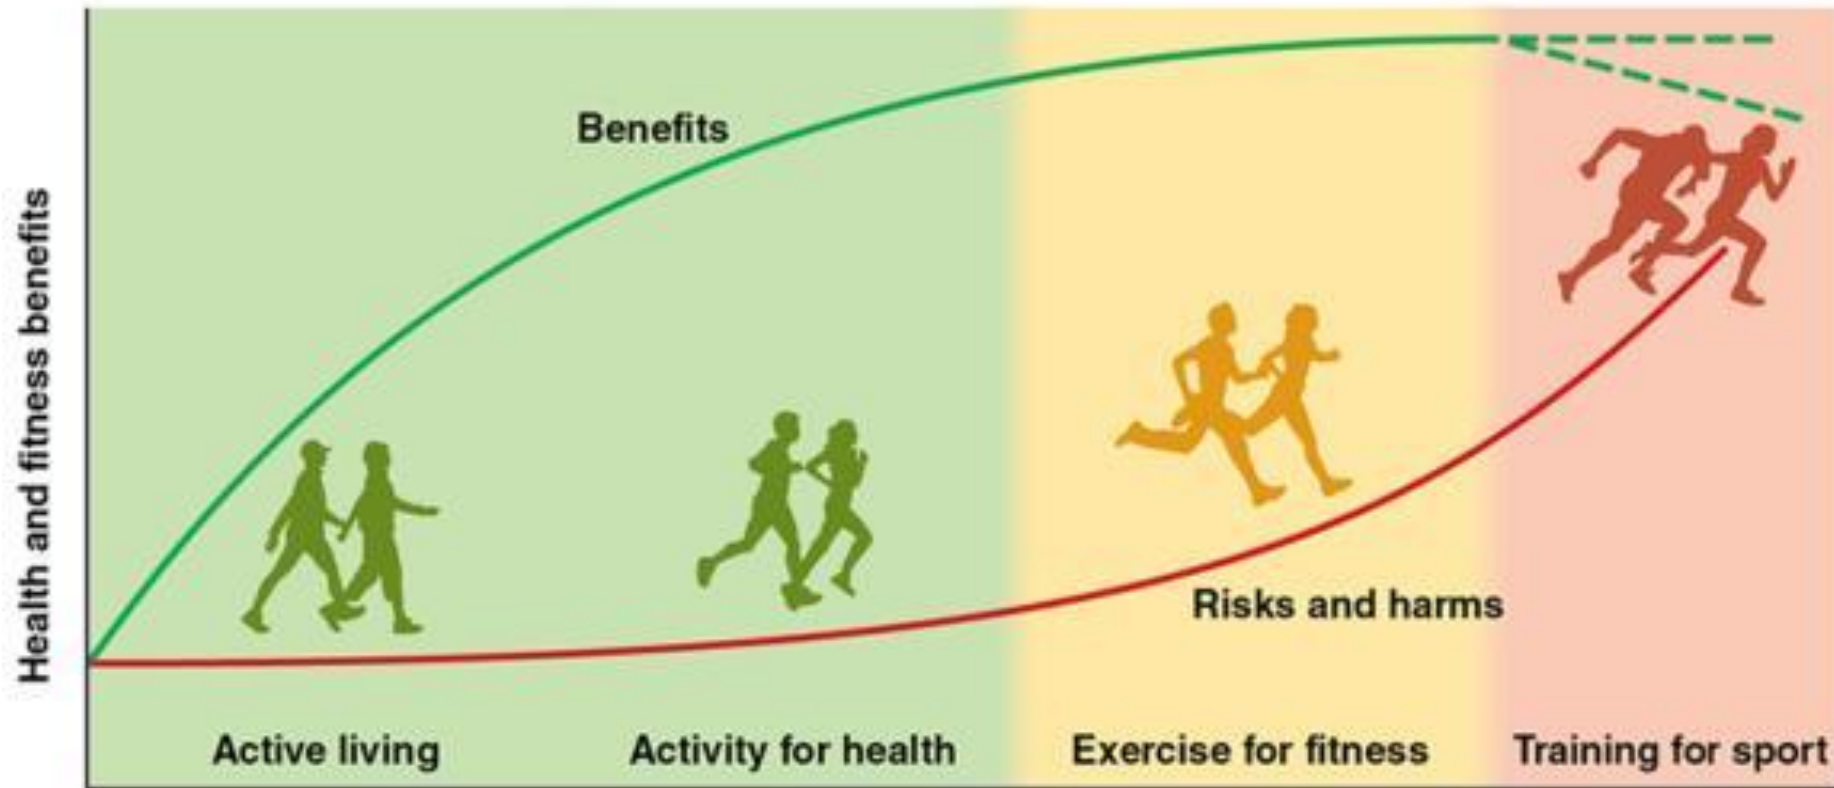 Health and fitness benefits
Benefits
Risks and harms
Active living
Activity for health
Exercise for fitness
Training for sport